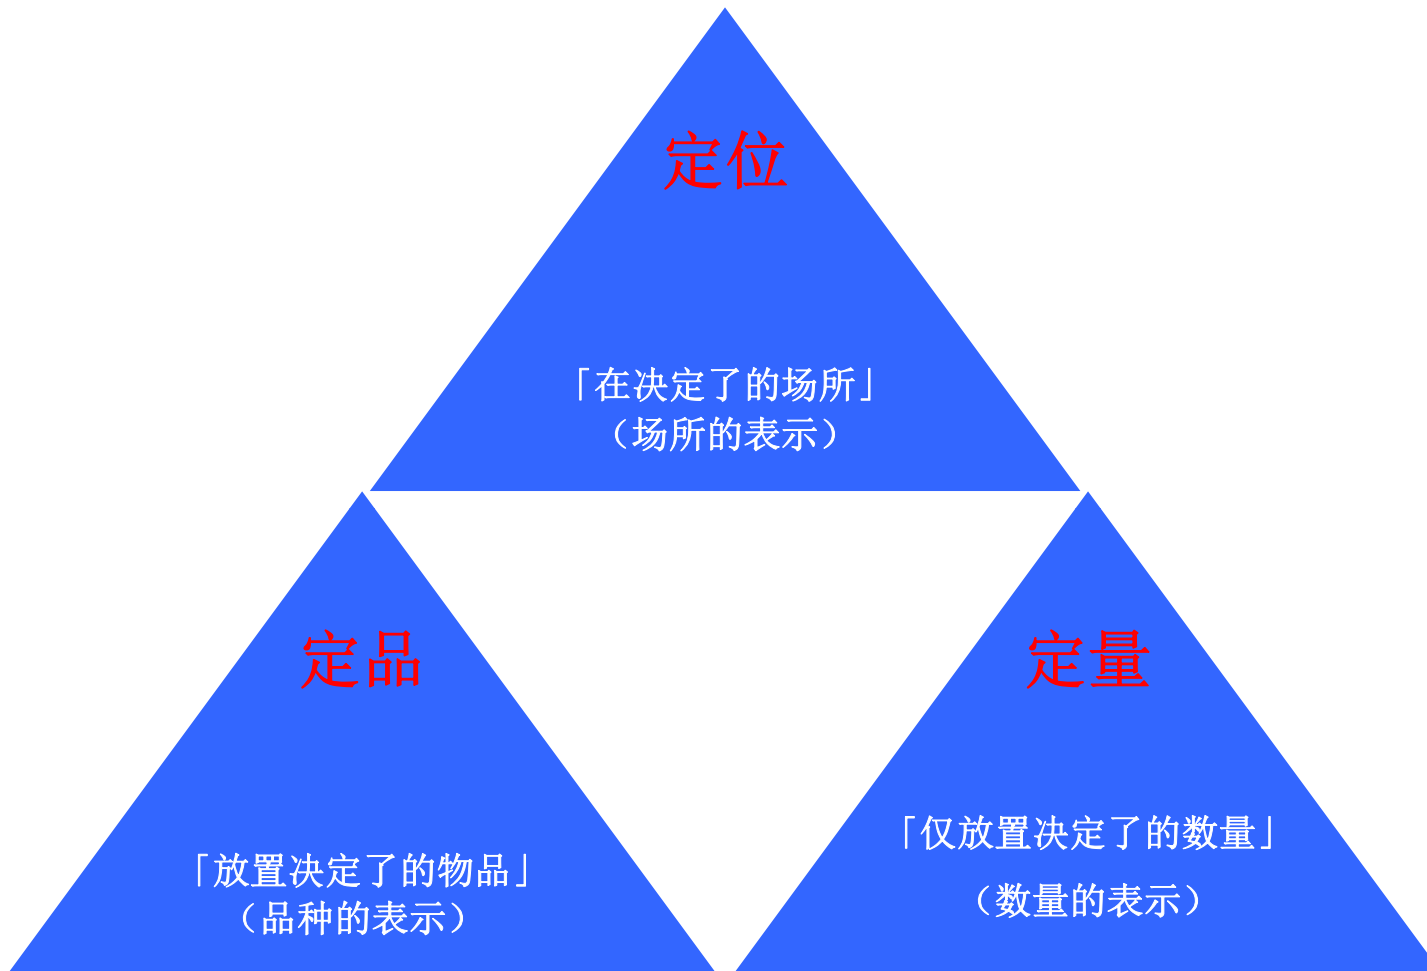 定位
「在决定了的场所」
（场所的表示）
定品
「放置决定了的物品」
（品种的表示）
定量
「仅放置决定了的数量」
（数量的表示）